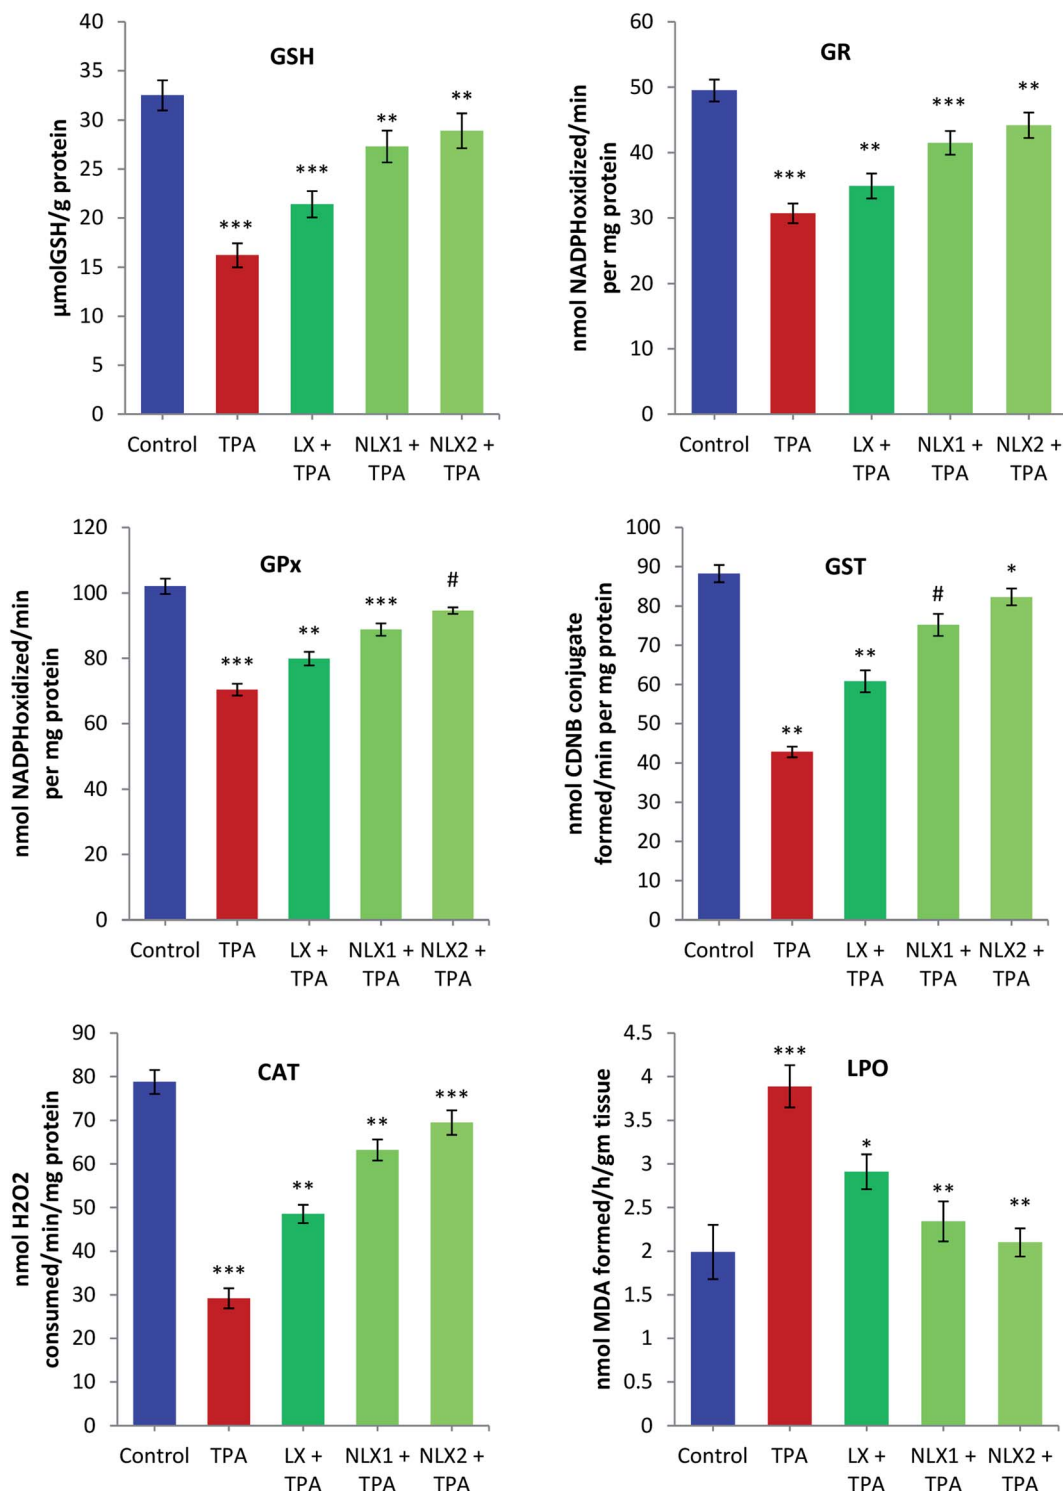 GSH
µmolGSH/g protein
40
35
30
25
20
15
10
5
0
***
***
**
**
Control
TPA
LX +
TPA
NLX1 +
TPA
NLX2 +
TPA
GR
nmol NADPHoxidized/min
per mg protein
60
50
40
30
20
10
0
***
**
***
**
Control
TPA
LX +
TPA
NLX1 +
TPA
NLX2 +
TPA
GPx
nmol NADPHoxidized/min
per mg protein
120
100
80
60
40
20
0
***
**
***
#
Control
TPA
LX +
TPA
NLX1 +
TPA
NLX2 +
TPA
GST
nmol CDNB conjugate
formed/min per mg protein
100
90
80
70
60
50
40
30
20
10
0
**
**
#
*
Control
TPA
LX +
TPA
NLX1 +
TPA
NLX2 +
TPA
CAT
nmol H2O2
consumed/min/mg protein
90
80
70
60
50
40
30
20
10
0
***
**
**
***
Control
TPA
LX +
TPA
NLX1 +
TPA
NLX2 +
TPA
LPO
nmol MDA formed/h/gm tissue
4.5
4
3.5
3
2.5
2
1.5
1
0.5
0
***
*
**
**
Control
TPA
LX +
TPA
NLX1 +
TPA
NLX2 +
TPA